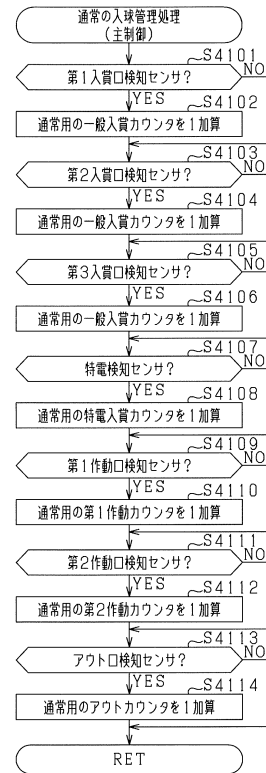 通常の入球管理処理
(主制御)
S4101
第1入賞口検知センサ?
NO
YES
S4102
通常用の一般入賞カウンタを1加算
S4103
第2入賞口検知センサ?
NO
YES
S4104
通常用の一般入賞カウンタを1加算
S4105
第3入賞口検知センサ?
NO
YES
S4106
通常用の一般入賞カウンタを1加算
S4107
特電検知センサ?
NO
YES
S4108
通常用の特電入賞カウンタを1加算
S4109
第1作動口検知センサ?
NO
YES
S4110
通常用の第1作動カウンタを1加算
S4111
第2作動口検知センサ?
NO
YES
S4112
通常用の第2作動カウンタを1加算
S4113
アウト口検知センサ?
NO
YES
S4114
通常用のアウトカウンタを1加算
RET